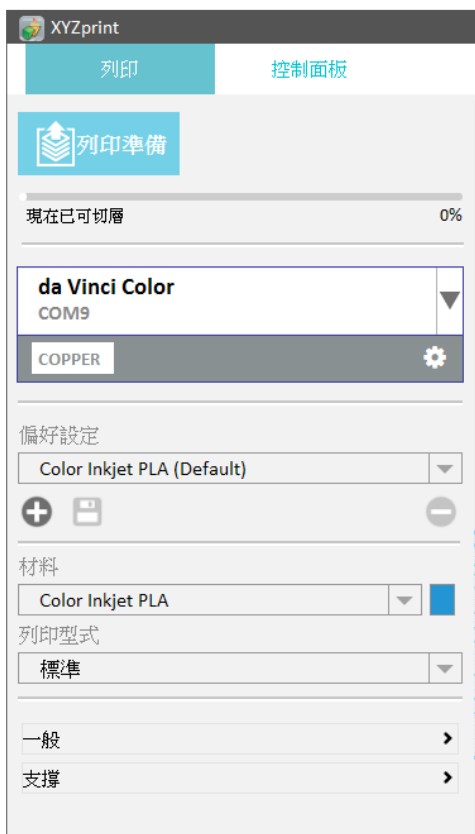 XYZprint
列印
控制面板
列印準備
現在已可切層 0%
da Vinci Color
COM9
COPPER
偏好設定
Color Inkjet PLA (Default)
材料
Color Inkjet PLA
列印型式
標準
一般
支撐